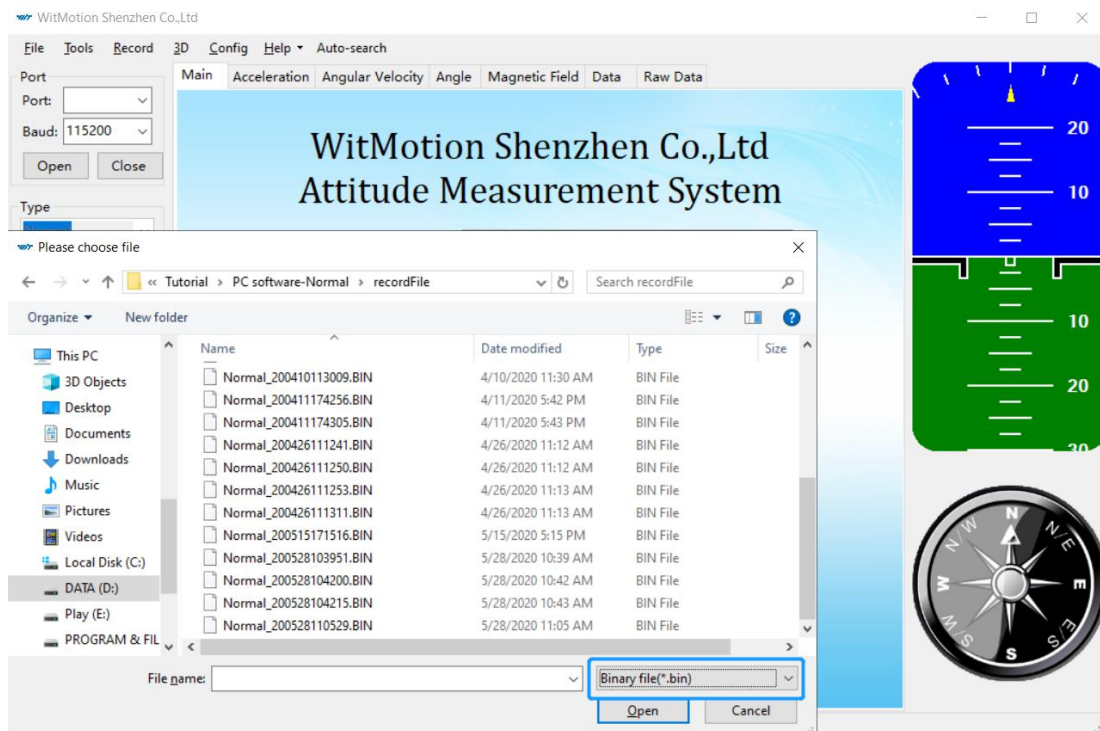 WitMotion Shenzhen Co.,Ltd
File Tools Record 3D Config Help Auto-search
Port
Port:
Baud: 115200
Open Close
Type
Main Acceleration Angular Velocity Angle Magnetic Field Data Raw Data
WitMotion Shenzhen Co.,Ltd
Attitude Measurement System
20
10
10
20
30
N
N/E
E
E/S
S
W/S
W
N/W
Please choose file
« Tutorial › PC software-Normal › recordFile
Search recordFile
Organize New folder
This PC
3D Objects
Desktop
Documents
Downloads
Music
Pictures
Videos
Local Disk (C:)
DATA (D:)
Play (E:)
PROGRAM & FIL
Name Date modified Type Size
Normal_200410113009.BIN 4/10/2020 11:30 AM BIN File
Normal_200411174256.BIN 4/11/2020 5:42 PM BIN File
Normal_200411174305.BIN 4/11/2020 5:43 PM BIN File
Normal_200426111241.BIN 4/26/2020 11:12 AM BIN File
Normal_200426111250.BIN 4/26/2020 11:12 AM BIN File
Normal_200426111253.BIN 4/26/2020 11:13 AM BIN File
Normal_200426111311.BIN 4/26/2020 11:13 AM BIN File
Normal_200515171516.BIN 5/15/2020 5:15 PM BIN File
Normal_200528103951.BIN 5/28/2020 10:39 AM BIN File
Normal_200528104200.BIN 5/28/2020 10:42 AM BIN File
Normal_200528104215.BIN 5/28/2020 10:43 AM BIN File
Normal_200528110529.BIN 5/28/2020 11:05 AM BIN File
File name:
Binary file(*.bin)
Open Cancel